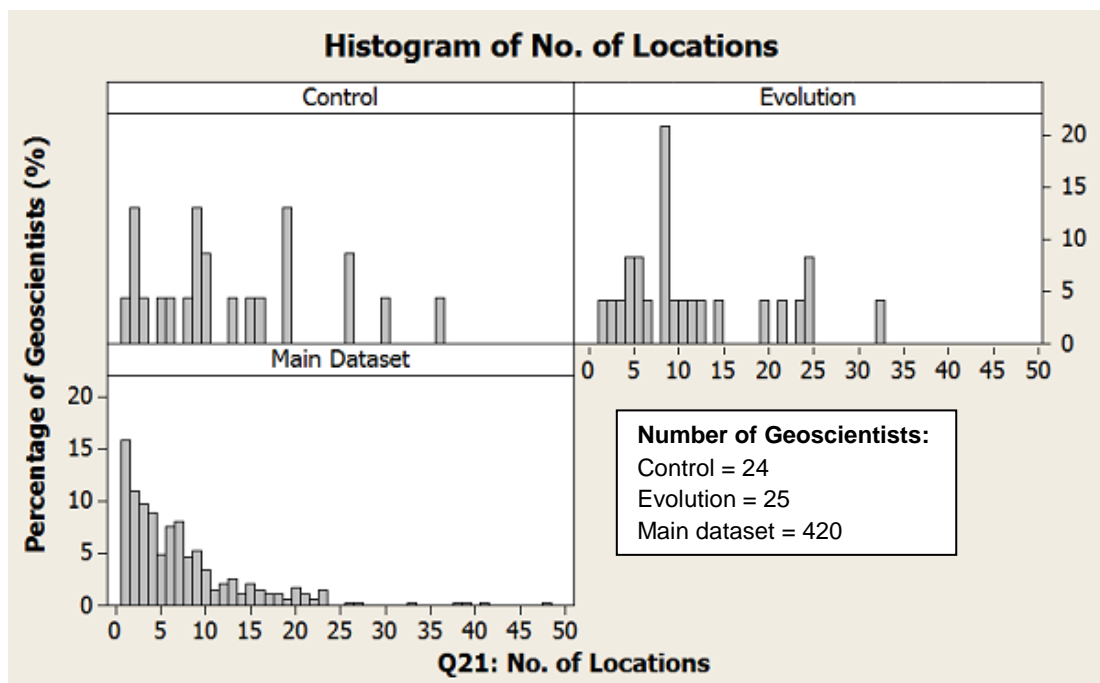 Histogram of No. of Locations
Control
Evolution
Percentage of Geoscientists (%)
20
15
10
5
0
Main Dataset
0 5 10 15 20 25 30 35 40 45 50
20
15
10
5
0
Number of Geoscientists:
Control = 24
Evolution = 25
Main dataset = 420
0 5 10 15 20 25 30 35 40 45 50
Q21: No. of Locations